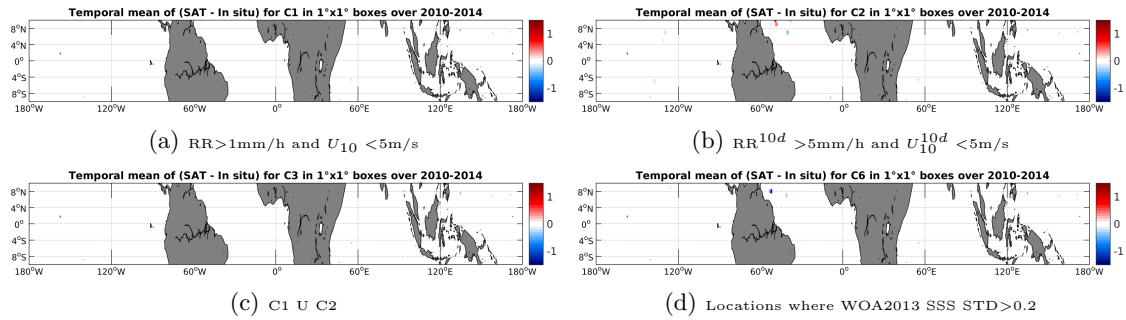 Temporal mean of (SAT - In situ) for C1 in 1°x1° boxes over 2010-2014
8°N
4°N
0°
4°S
8°S
180°W 120°W 60°W 0° 60°E 120°E 180°W
1
0
-1
(a) RR>1mm/h and U10 <5m/s
Temporal mean of (SAT - In situ) for C2 in 1°x1° boxes over 2010-2014
8°N
4°N
0°
4°S
8°S
180°W 120°W 60°W 0° 60°E 120°E 180°W
1
0
-1
(b) RR^10d >5mm/h and U10^10d <5m/s
Temporal mean of (SAT - In situ) for C3 in 1°x1° boxes over 2010-2014
8°N
4°N
0°
4°S
8°S
180°W 120°W 60°W 0° 60°E 120°E 180°W
1
0
-1
(c) C1 U C2
Temporal mean of (SAT - In situ) for C6 in 1°x1° boxes over 2010-2014
8°N
4°N
0°
4°S
8°S
180°W 120°W 60°W 0° 60°E 120°E 180°W
1
0
-1
(d) Locations where WOA2013 SSS STD>0.2